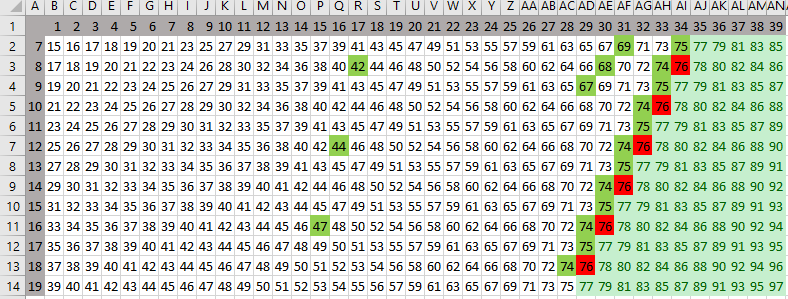 A B C D E F G H I J K L M N O P Q R S T U V W X Y Z AA AB AC AD AE AF AG AH AI AJ AK AL AM AN
1 1 2 3 4 5 6 7 8 9 10 11 12 13 14 15 16 17 18 19 20 21 22 23 24 25 26 27 28 29 30 31 32 33 34 35 36 37 38 39
2 7 15 16 17 18 19 20 21 23 25 27 29 31 33 35 37 39 41 43 45 47 49 51 53 55 57 59 61 63 65 67 69 71 73 75 77 79 81 83 85
3 8 17 18 19 20 21 22 23 24 26 28 30 32 34 36 38 40 42 44 46 48 50 52 54 56 58 60 62 64 66 68 70 72 74 76 78 80 82 84 86
4 9 19 20 21 22 23 24 25 26 27 29 31 33 35 37 39 41 43 45 47 49 51 53 55 57 59 61 63 65 67 69 71 73 75 77 79 81 83 85 87
5 10 21 22 23 24 25 26 27 28 29 30 32 34 36 38 40 42 44 46 48 50 52 54 56 58 60 62 64 66 68 70 72 74 76 78 80 82 84 86 88
6 11 23 24 25 26 27 28 29 30 31 32 33 35 37 39 41 43 45 47 49 51 53 55 57 59 61 63 65 67 69 71 73 75 77 79 81 83 85 87 89
7 12 25 26 27 28 29 30 31 32 33 34 35 36 38 40 42 44 46 48 50 52 54 56 58 60 62 64 66 68 70 72 74 76 78 80 82 84 86 88 90
8 13 27 28 29 30 31 32 33 34 35 36 37 38 39 41 43 45 47 49 51 53 55 57 59 61 63 65 67 69 71 73 75 77 79 81 83 85 87 89 91
9 14 29 30 31 32 33 34 35 36 37 38 39 40 41 42 44 46 48 50 52 54 56 58 60 62 64 66 68 70 72 74 76 78 80 82 84 86 88 90 92
10 15 31 32 33 34 35 36 37 38 39 40 41 42 43 44 45 47 49 51 53 55 57 59 61 63 65 67 69 71 73 75 77 79 81 83 85 87 89 91 93
11 16 33 34 35 36 37 38 39 40 41 42 43 44 45 46 47 48 50 52 54 56 58 60 62 64 66 68 70 72 74 76 78 80 82 84 86 88 90 92 94
12 17 35 36 37 38 39 40 41 42 43 44 45 46 47 48 49 50 51 53 55 57 59 61 63 65 67 69 71 73 75 77 79 81 83 85 87 89 91 93 95
13 18 37 38 39 40 41 42 43 44 45 46 47 48 49 50 51 52 53 54 56 58 60 62 64 66 68 70 72 74 76 78 80 82 84 86 88 90 92 94 96
14 19 39 40 41 42 43 44 45 46 47 48 49 50 51 52 53 54 55 56 57 59 61 63 65 67 69 71 73 75 77 79 81 83 85 87 89 91 93 95 97